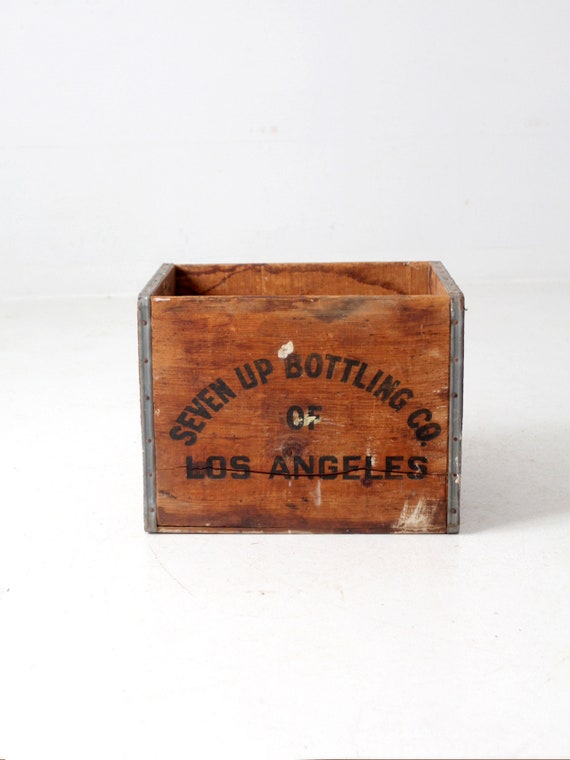 SEVEN UP BOTTLING CO.
OF
LOS ANGELES